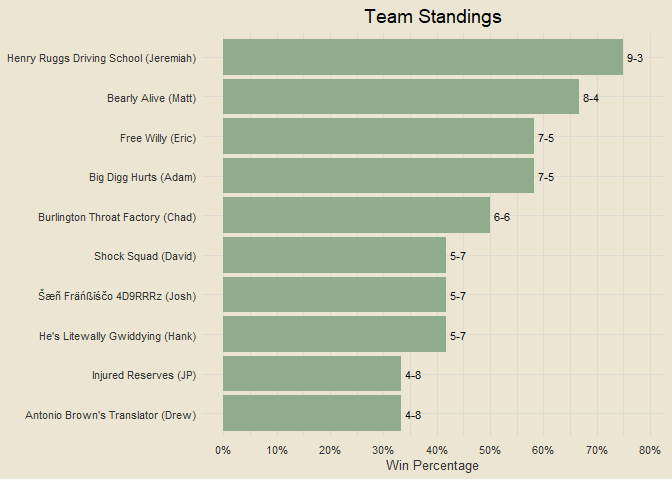 Team Standings
Henry Ruggs Driving School (Jeremiah) 9-3
Bearly Alive (Matt) 8-4
Free Willy (Eric) 7-5
Big Digg Hurts (Adam) 7-5
Burlington Throat Factory (Chad) 6-6
Shock Squad (David) 5-7
Šæñ Fräńßïščo 4D9RRRz (Josh) 5-7
He's Litewally Gwiddying (Hank) 5-7
Injured Reserves (JP) 4-8
Antonio Brown's Translator (Drew) 4-8
0% 10% 20% 30% 40% 50% 60% 70% 80%
Win Percentage